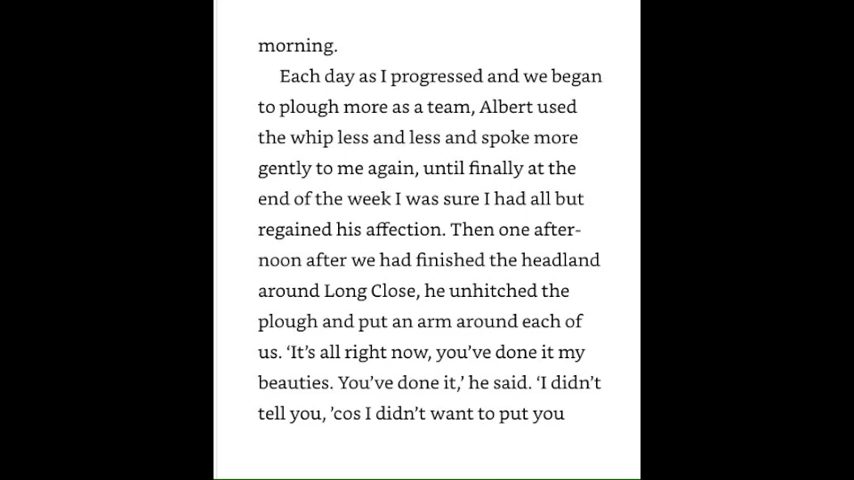 morning.
Each day as I progressed and we began
to plough more as a team, Albert used
the whip less and less and spoke more
gently to me again, until finally at the
end of the week I was sure I had all but
regained his affection. Then one after-
noon after we had finished the headland
around Long Close, he unhitched the
plough and put an arm around each of
us. ‘It’s all right now, you’ve done it my
beauties. You’ve done it,’ he said. ‘I didn’t
tell you, ’cos I didn’t want to put you